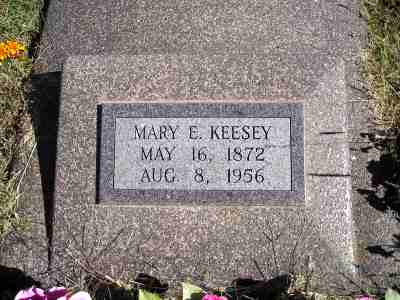 MARY E. KEESEY
MAY 16, 1872
AUG. 8, 1956